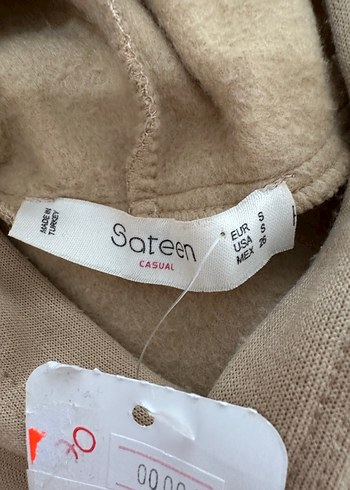 MADE IN
TURKEY
Sateen
CASUAL
EUR S
USA S
MEX 26